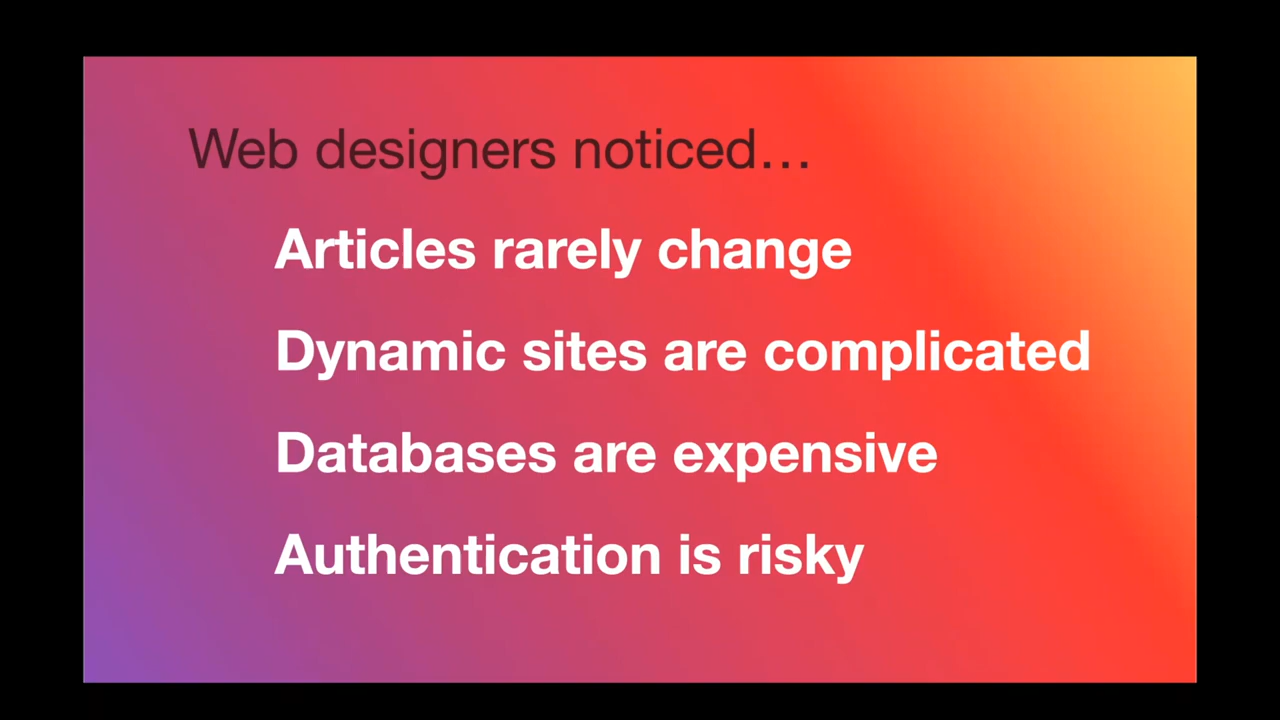 Web designers noticed…
Articles rarely change
Dynamic sites are complicated
Databases are expensive
Authentication is risky